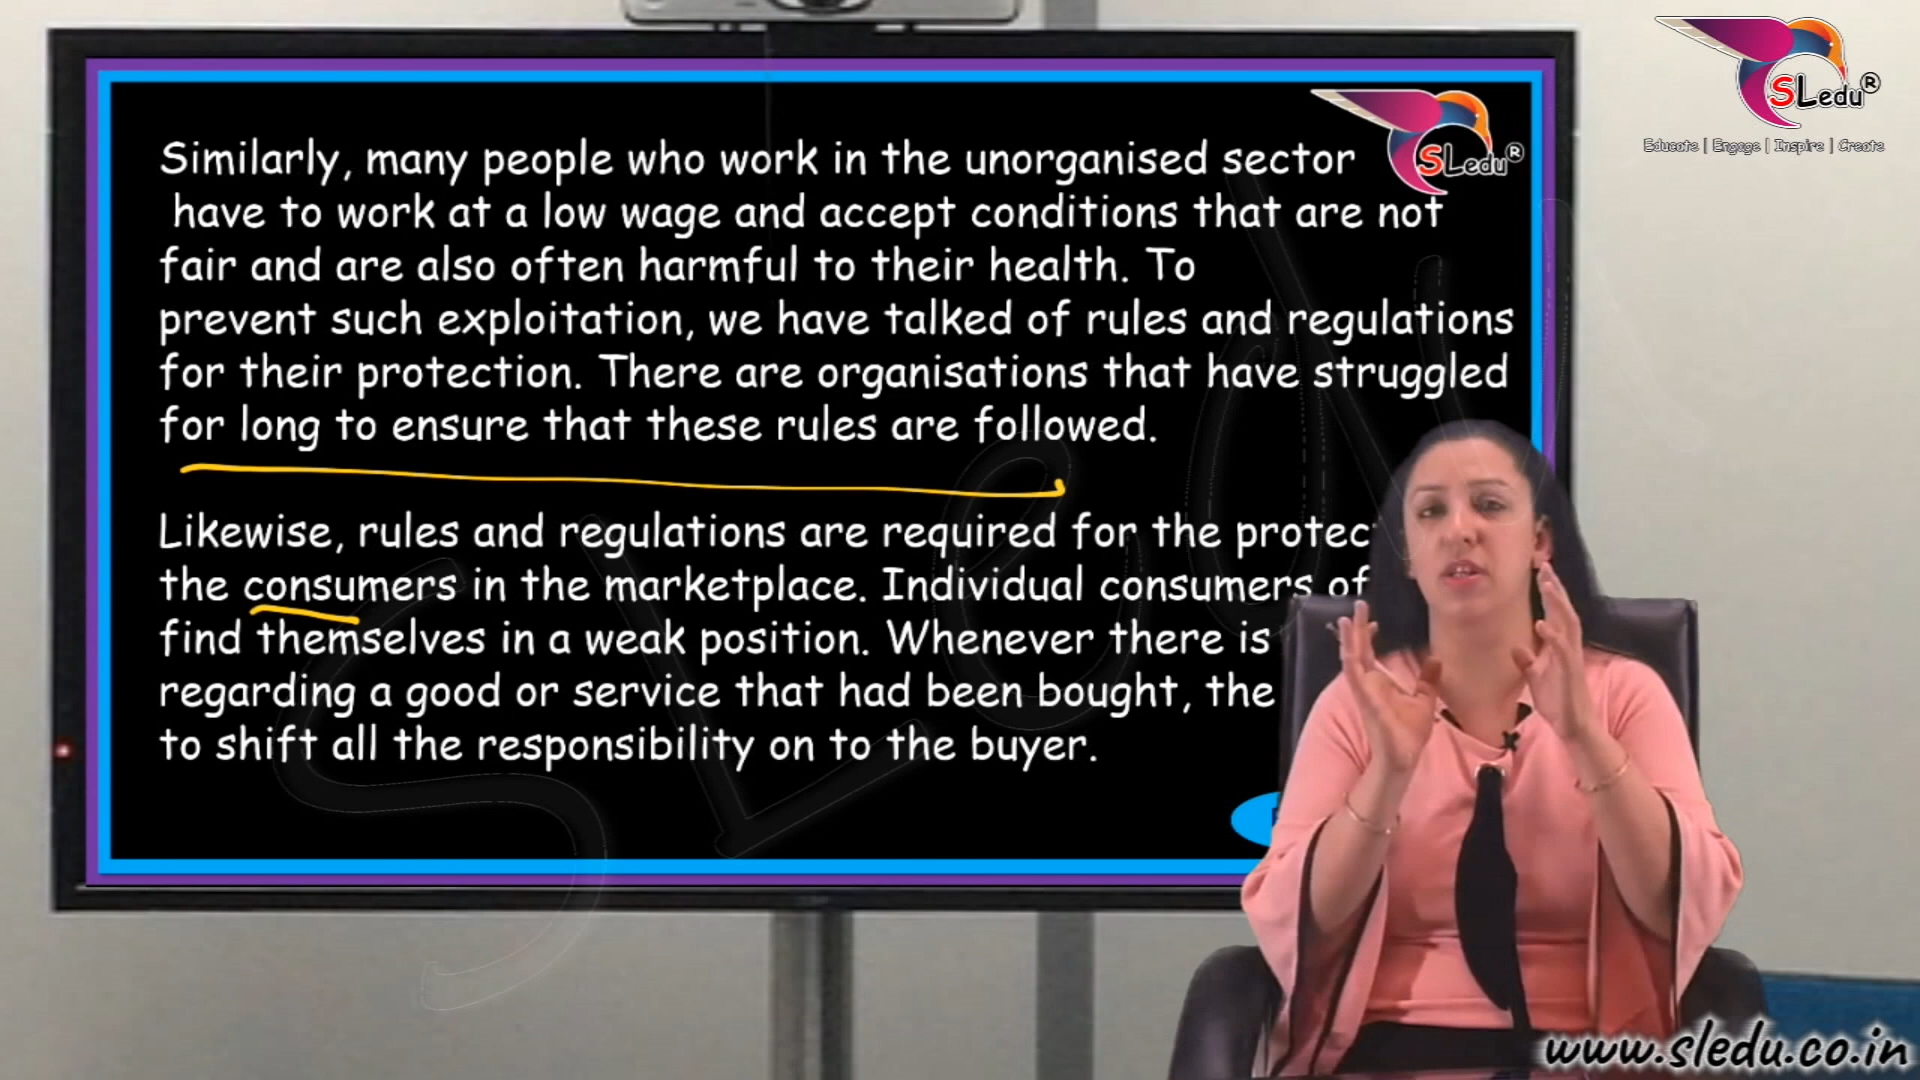 SLedu®
Educate | Engage | Inspire | Create
SLedu®
Similarly, many people who work in the unorganised sector
have to work at a low wage and accept conditions that are not
fair and are also often harmful to their health. To
prevent such exploitation, we have talked of rules and regulations
for their protection. There are organisations that have struggled
for long to ensure that these rules are followed.
Likewise, rules and regulations are required for the protec
the consumers in the marketplace. Individual consumers of
find themselves in a weak position. Whenever there is
regarding a good or service that had been bought, the
to shift all the responsibility on to the buyer.
SLedu
www.sledu.co.in